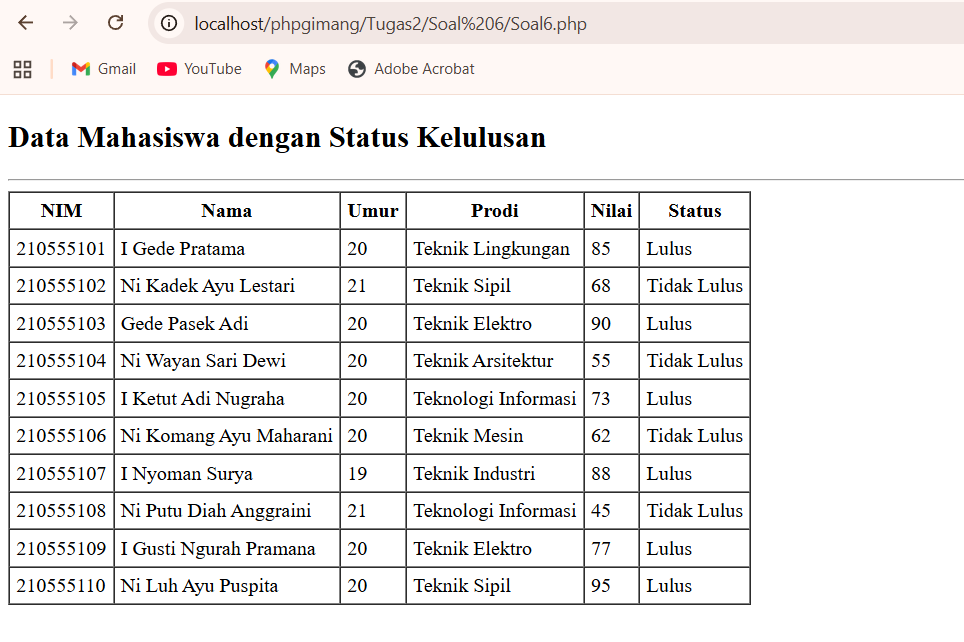 localhost/phpgimang/Tugas2/Soal%206/Soal6.php
Gmail YouTube Maps Adobe Acrobat
Data Mahasiswa dengan Status Kelulusan
NIM Nama Umur Prodi Nilai Status
210555101 I Gede Pratama 20 Teknik Lingkungan 85 Lulus
210555102 Ni Kadek Ayu Lestari 21 Teknik Sipil 68 Tidak Lulus
210555103 Gede Pasek Adi 20 Teknik Elektro 90 Lulus
210555104 Ni Wayan Sari Dewi 20 Teknik Arsitektur 55 Tidak Lulus
210555105 I Ketut Adi Nugraha 20 Teknologi Informasi 73 Lulus
210555106 Ni Komang Ayu Maharani 20 Teknik Mesin 62 Tidak Lulus
210555107 I Nyoman Surya 19 Teknik Industri 88 Lulus
210555108 Ni Putu Diah Anggraini 21 Teknologi Informasi 45 Tidak Lulus
210555109 I Gusti Ngurah Pramana 20 Teknik Elektro 77 Lulus
210555110 Ni Luh Ayu Puspita 20 Teknik Sipil 95 Lulus